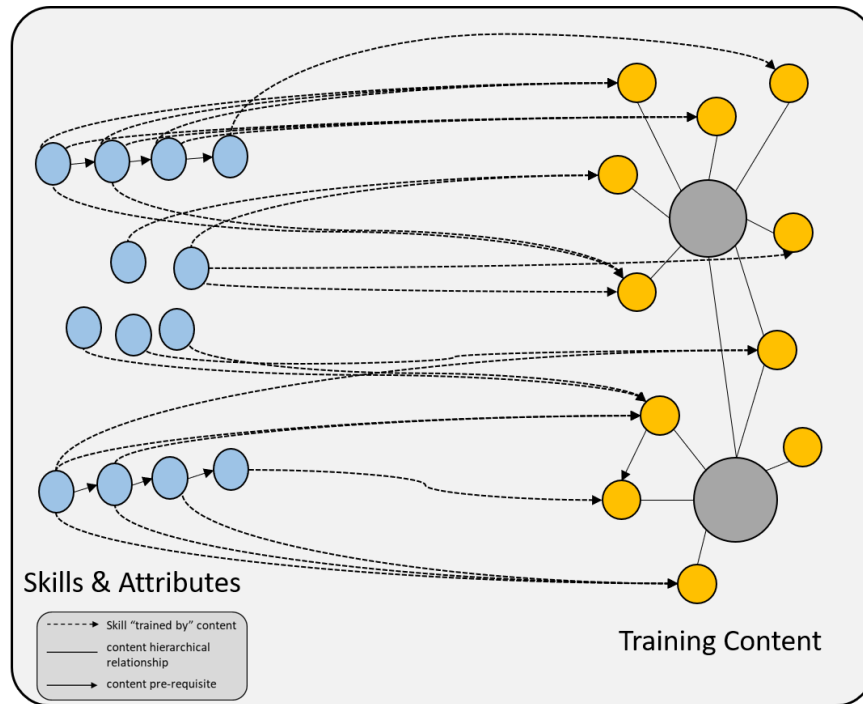 Skills & Attributes
Training Content
Skill "trained by" content
content hierarchical
relationship
content pre-requisite